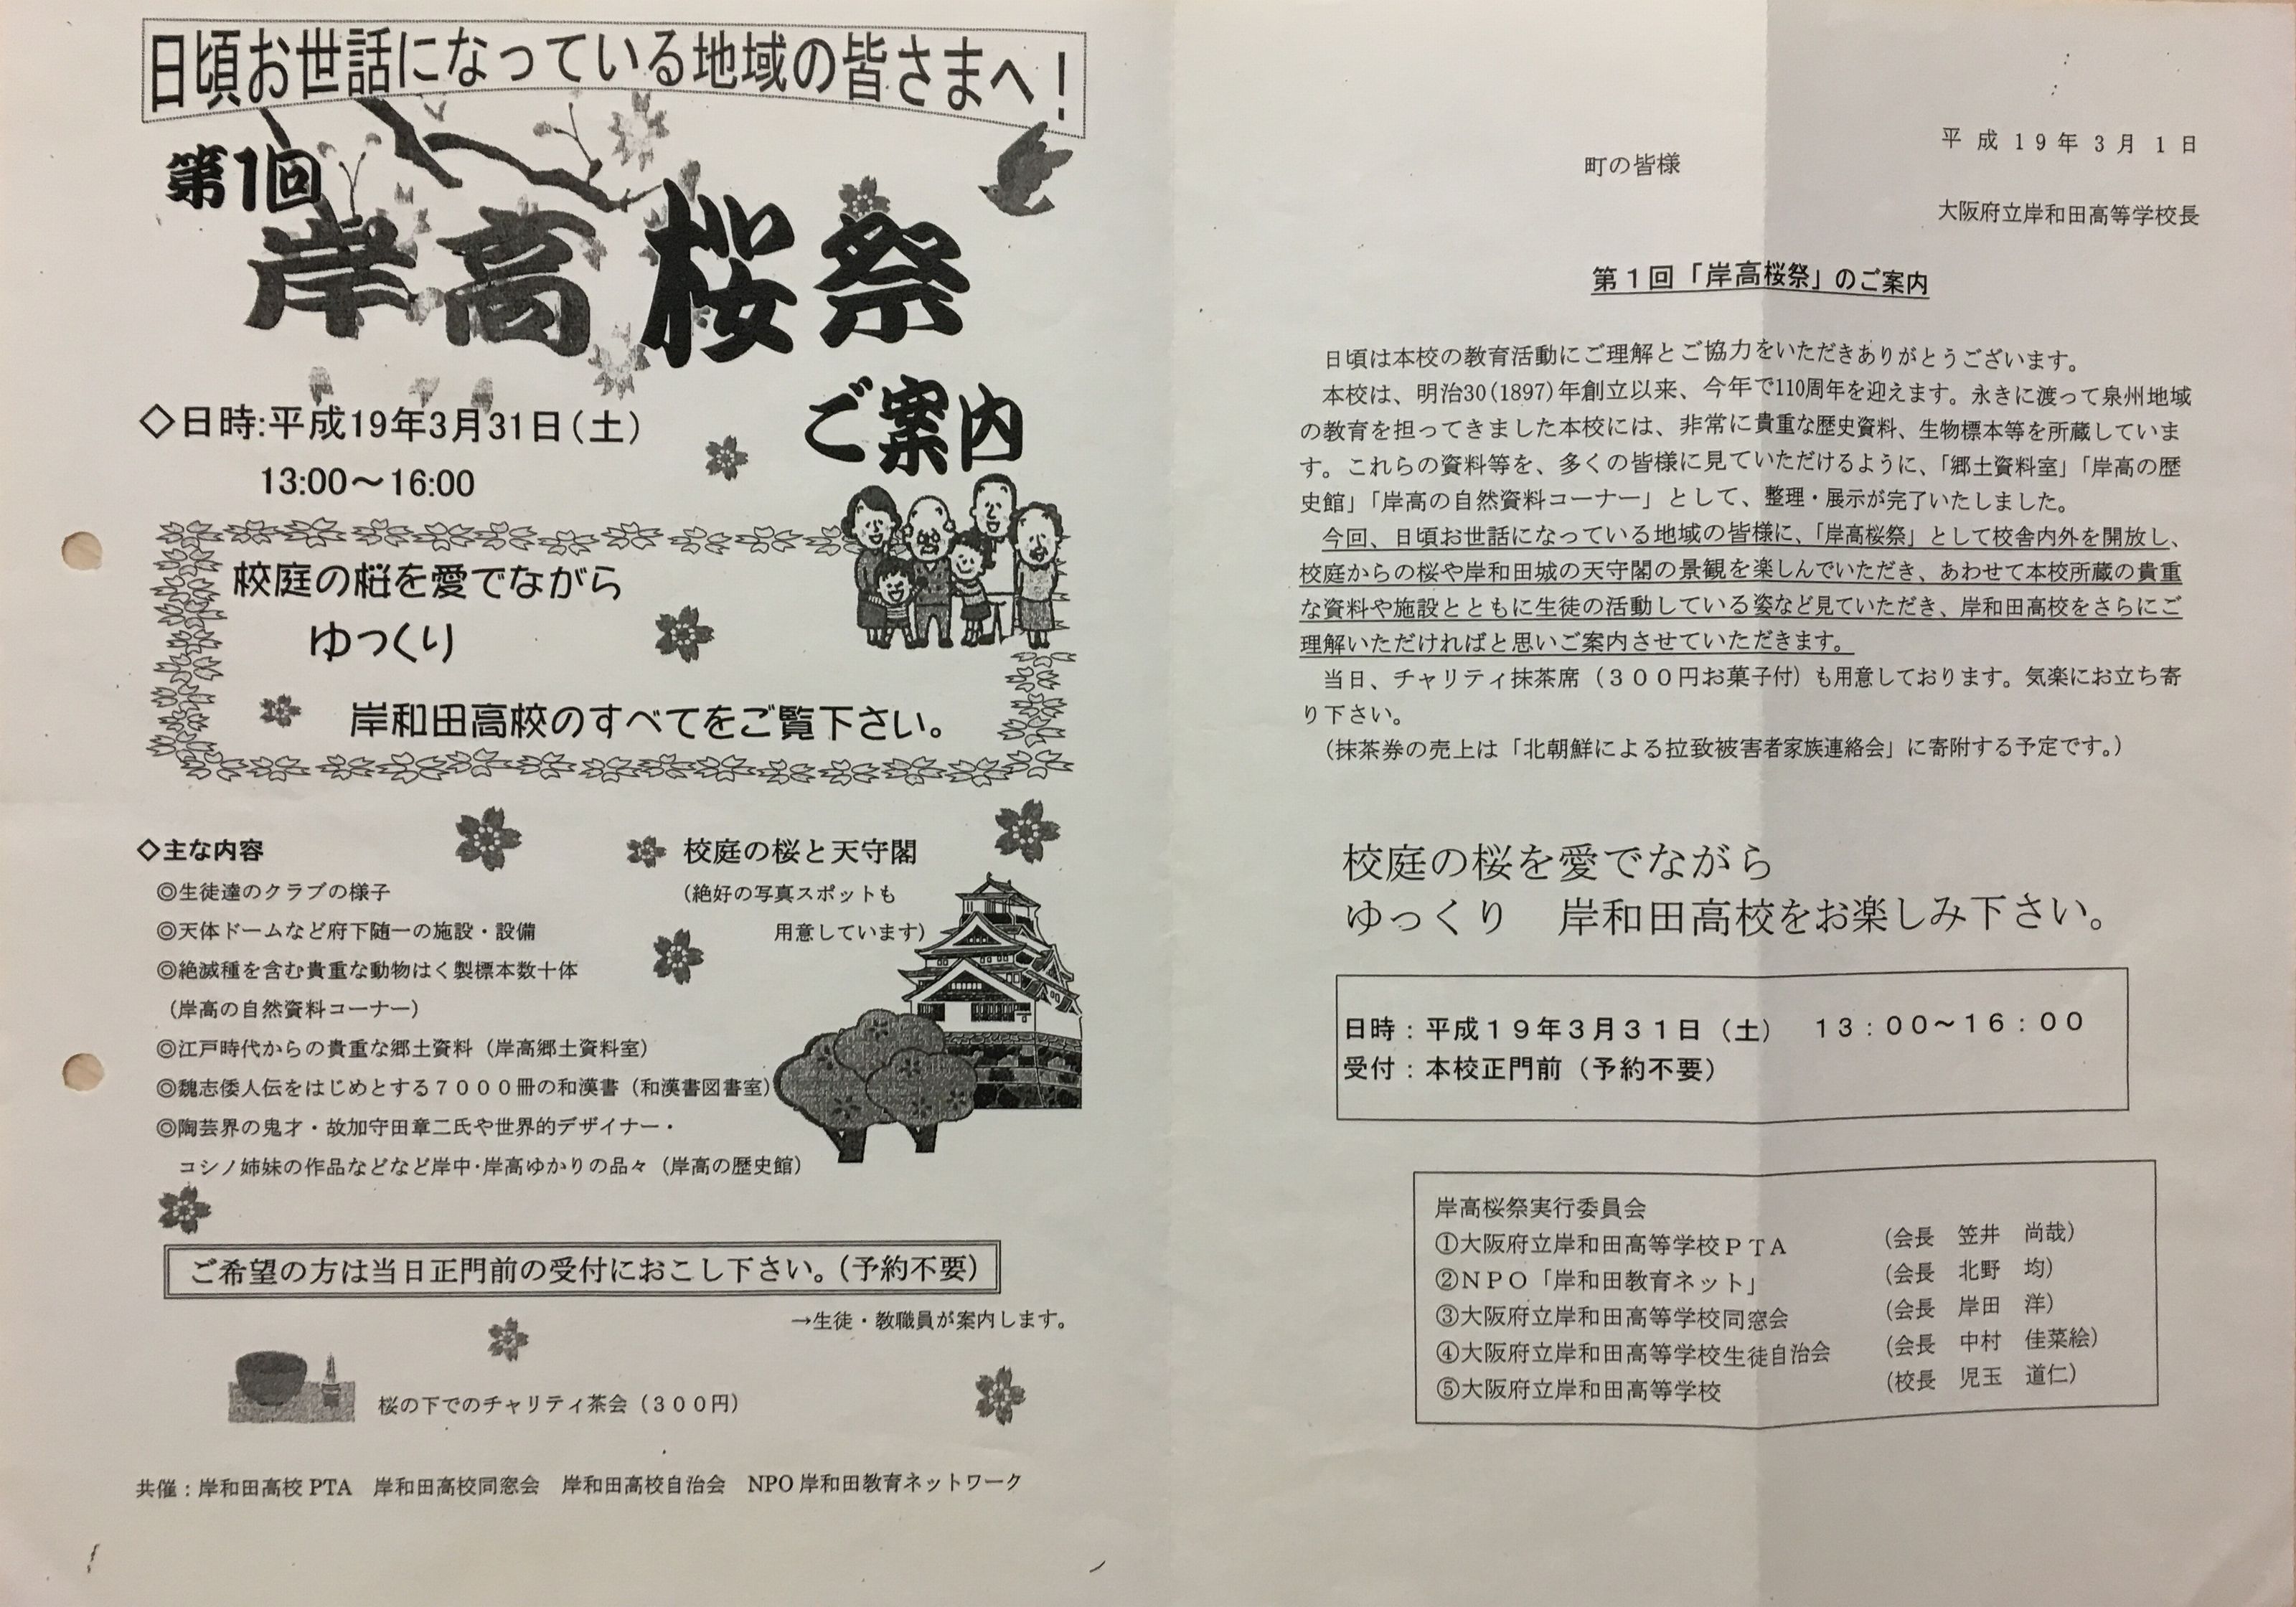 日頃お世話になっている地域の皆さまへ！
第1回
岸高桜祭
ご案内
◇日時:平成19年3月31日(土)
13:00～16:00
校庭の桜を愛でながら
ゆっくり
岸和田高校のすべてをご覧下さい。
◇主な内容
◎生徒達のクラブの様子
◎天体ドームなど府下随一の施設・設備
◎絶滅種を含む貴重な動物はく製標本数十体
（岸高の自然資料コーナー）
◎江戸時代からの貴重な郷土資料（岸高郷土資料室）
◎魏志倭人伝をはじめとする７０００冊の和漢書（和漢書図書室）
◎陶芸界の鬼才・故加守田章二氏や世界的デザイナー・
コシノ姉妹の作品などなど岸中・岸高ゆかりの品々（岸高の歴史館）
校庭の桜と天守閣
（絶好の写真スポットも
用意しています）
ご希望の方は当日正門前の受付におこし下さい。（予約不要）
→生徒・教職員が案内します。
桜の下でのチャリティ茶会（３００円）
共催：岸和田高校 PTA　岸和田高校同窓会　岸和田高校自治会　NPO 岸和田教育ネットワーク
平成19年3月1日
町の皆様
大阪府立岸和田高等学校長
第１回「岸高桜祭」のご案内
日頃は本校の教育活動にご理解とご協力をいただきありがとうございます。
本校は、明治30(1897)年創立以来、今年で110周年を迎えます。永きに渡って泉州地域
の教育を担ってきました本校には、非常に貴重な歴史資料、生物標本等を所蔵していま
す。これらの資料等を、多くの皆様に見ていただけるように、「郷土資料室」「岸高の歴
史館」「岸高の自然資料コーナー」として、整理・展示が完了いたしました。
今回、日頃お世話になっている地域の皆様に、「岸高桜祭」として校舎内外を開放し、
校庭からの桜や岸和田城の天守閣の景観を楽しんでいただき、あわせて本校所蔵の貴重
な資料や施設とともに生徒の活動している姿など見ていただき、岸和田高校をさらにご
理解いただければと思いご案内させていただきます。
当日、チャリティ抹茶席（３００円お菓子付）も用意しております。気楽にお立ち寄
り下さい。
（抹茶券の売上は「北朝鮮による拉致被害者家族連絡会」に寄附する予定です。）
校庭の桜を愛でながら
ゆっくり　岸和田高校をお楽しみ下さい。
日時：平成１９年３月３１日（土）　１３：００～１６：００
受付：本校正門前（予約不要）
岸高桜祭実行委員会
①大阪府立岸和田高等学校ＰＴＡ　（会長　笠井　尚哉）
②ＮＰＯ「岸和田教育ネット」　（会長　北野　均）
③大阪府立岸和田高等学校同窓会　（会長　岸田　洋）
④大阪府立岸和田高等学校生徒自治会　（会長　中村　佳菜絵）
⑤大阪府立岸和田高等学校　（校長　児玉　道仁）